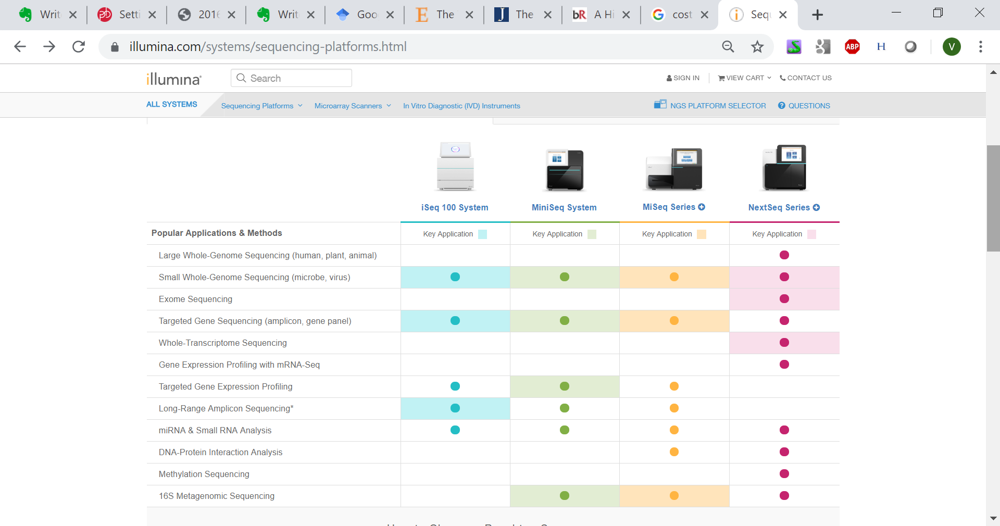 Writ
Setti
2016
Writ
Goo
The
The
A Hi
cost
Sequ
illumina.com/systems/sequencing-platforms.html
ABP
H
V
illumina
Search
SIGN IN
VIEW CART
CONTACT US
ALL SYSTEMS
Sequencing Platforms
Microarray Scanners
In Vitro Diagnostic (IVD) Instruments
NGS PLATFORM SELECTOR
QUESTIONS
iSeq 100 System
MiniSeq System
MiSeq Series
NextSeq Series
Popular Applications & Methods
Key Application
Key Application
Key Application
Key Application
Large Whole-Genome Sequencing (human, plant, animal)
Small Whole-Genome Sequencing (microbe, virus)
Exome Sequencing
Targeted Gene Sequencing (amplicon, gene panel)
Whole-Transcriptome Sequencing
Gene Expression Profiling with mRNA-Seq
Targeted Gene Expression Profiling
Long-Range Amplicon Sequencing*
miRNA & Small RNA Analysis
DNA-Protein Interaction Analysis
Methylation Sequencing
16S Metagenomic Sequencing